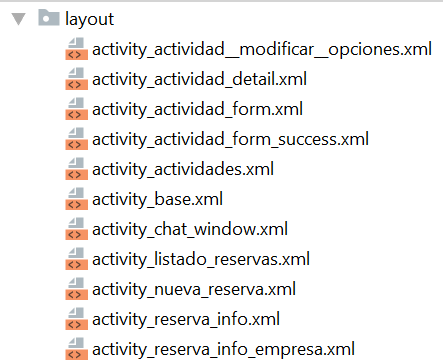 layout
activity_actividad__modificar__opciones.xml
activity_actividad_detail.xml
activity_actividad_form.xml
activity_actividad_form_success.xml
activity_actividades.xml
activity_base.xml
activity_chat_window.xml
activity_listado_reservas.xml
activity_nueva_reserva.xml
activity_reserva_info.xml
activity_reserva_info_empresa.xml